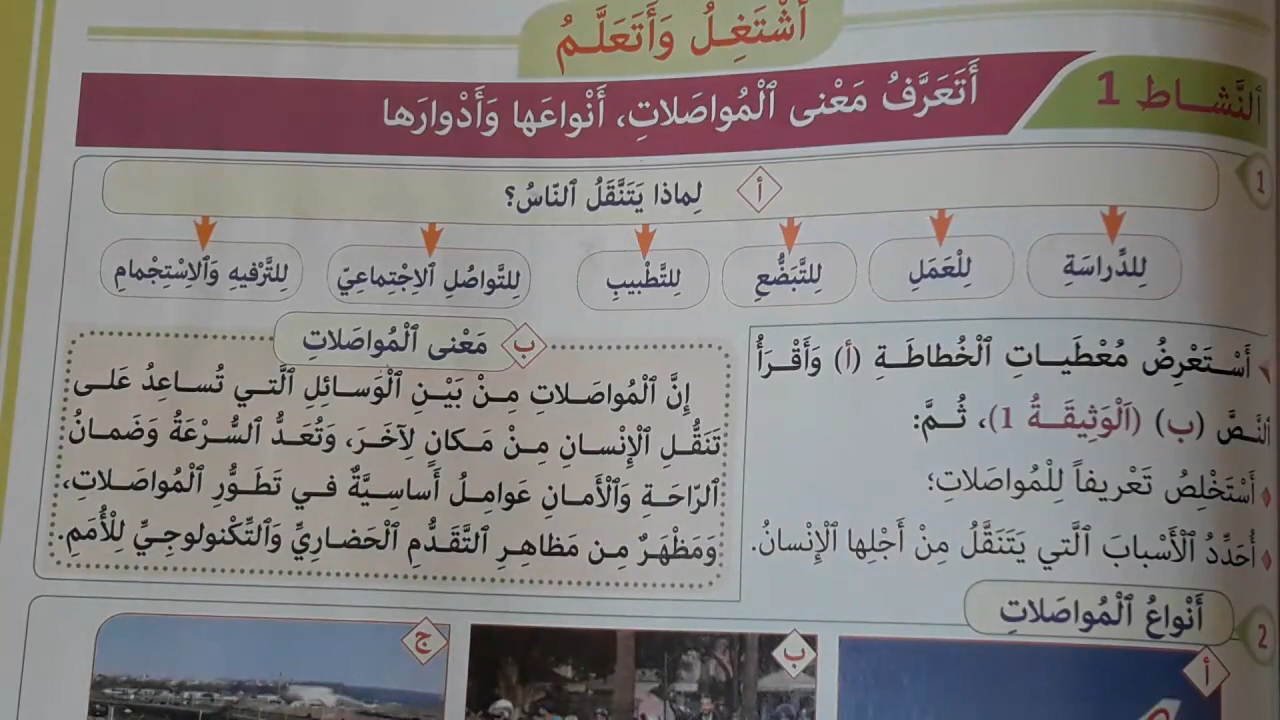 أَشْتَغِلُ وَأَتَعَلَّمُ
اَلنَّشاط 1
أَتَعَرَّفُ مَعْنى ٱلْمُواصَلاتِ، أَنْواعَها وَأَدْوارَها
1
أ لِماذا يَتَنَقَّلُ ٱلنّاسُ؟
لِلدِّراسَةِ
لِلْعَمَلِ
لِلتَّبَضُّعِ
لِلتَّطْبيبِ
لِلتَّواصُلِ ٱلِاجْتِماعِيِّ
لِلتَّرْفيهِ وَٱلِاسْتِجْمامِ
أَسْتَعْرِضُ مُعْطَياتِ ٱلْخُطاطَةِ (أ) وَأَقْرَأُ
ٱلنَّصَّ (ب) (اَلْوَثيقَةُ 1)، ثُمَّ:
أَسْتَخْلِصُ تَعْريفاً لِلْمُواصَلاتِ؛
أُحَدِّدُ ٱلْأَسْبابَ ٱلَّتي يَتَنَقَّلُ مِنْ أَجْلِها ٱلْإِنْسانُ.
ب مَعْنى ٱلْمُواصَلاتِ
إِنَّ ٱلْمُواصَلاتِ مِنْ بَيْنِ ٱلْوَسائِلِ ٱلَّتي تُساعِدُ عَلى
تَنَقُّلِ ٱلْإِنْسانِ مِنْ مَكانٍ لِآخَرَ، وَتُعَدُّ ٱلسُّرْعَةُ وَضَمانُ
ٱلرّاحَةِ وَٱلْأَمانِ عَوامِلُ أَساسِيَّةٌ في تَطَوُّرِ ٱلْمُواصَلاتِ،
وَمَظْهَرٌ مِن مَظاهِرِ ٱلتَّقَدُّمِ ٱلْحَضارِيِّ وَٱلتِّكْنولوجِيِّ لِلْأُمَمِ.
2
أَنْواعُ ٱلْمُواصَلاتِ
أ
ب
ج